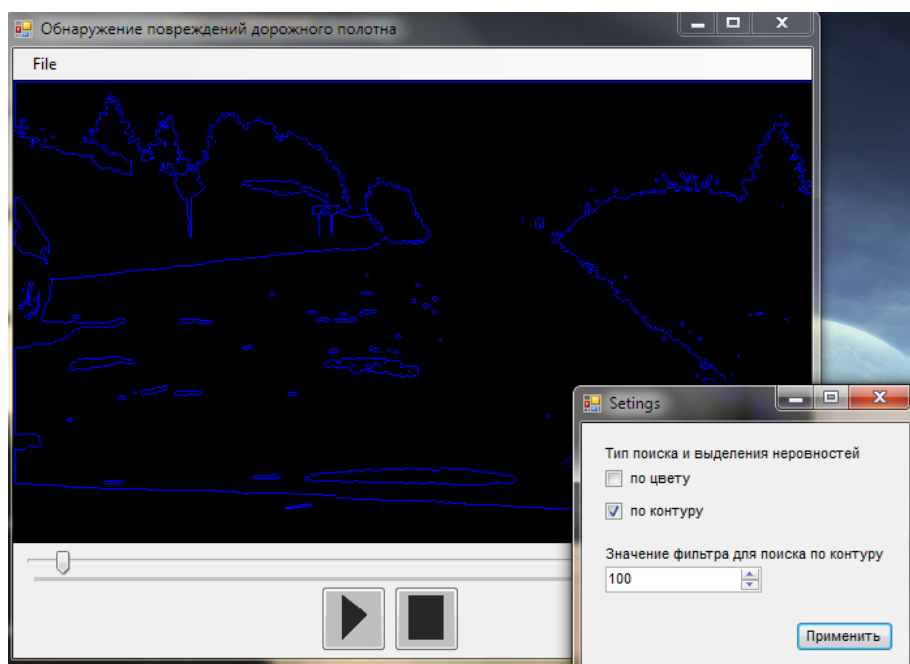 Обнаружение повреждений дорожного полотна
File
Setings
Тип поиска и выделения неровностей
по цвету
по контуру
Значение фильтра для поиска по контуру
100
Применить